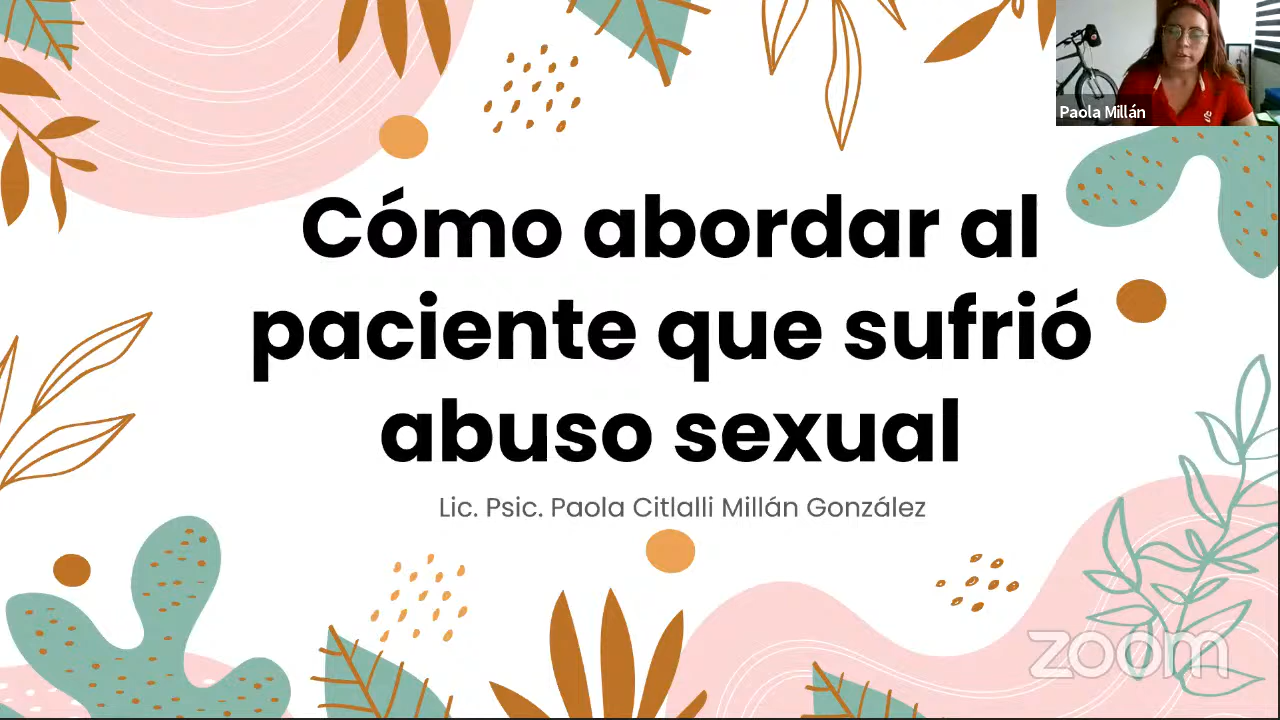 Paola Millán
Cómo abordar al
paciente que sufrió
abuso sexual
Lic. Psic. Paola Citlalli Millán González
zoom